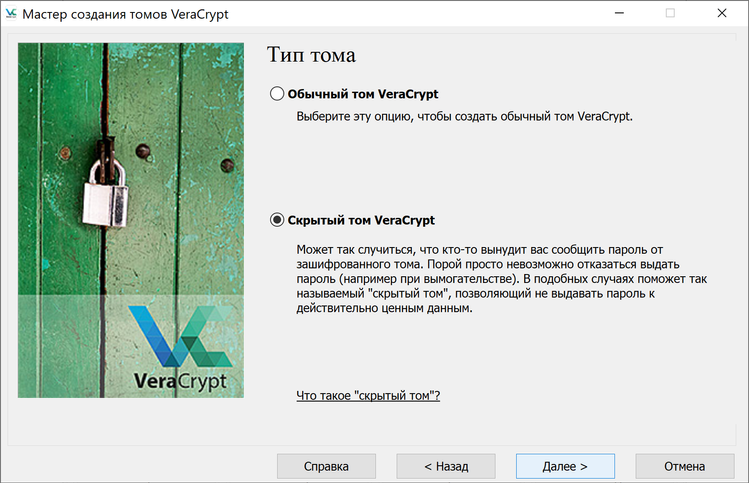 Мастер создания томов VeraCrypt
Тип тома
Обычный том VeraCrypt
Выберите эту опцию, чтобы создать обычный том VeraCrypt.
Скрытый том VeraCrypt
Может так случиться, что кто-то вынудит вас сообщить пароль от
зашифрованного тома. Порой просто невозможно отказаться выдать
пароль (например при вымогательстве). В подобных случаях поможет так
называемый "скрытый том", позволяющий не выдавать пароль к
действительно ценным данным.
VeraCrypt
Что такое "скрытый том"?
Справка
< Назад
Далее >
Отмена